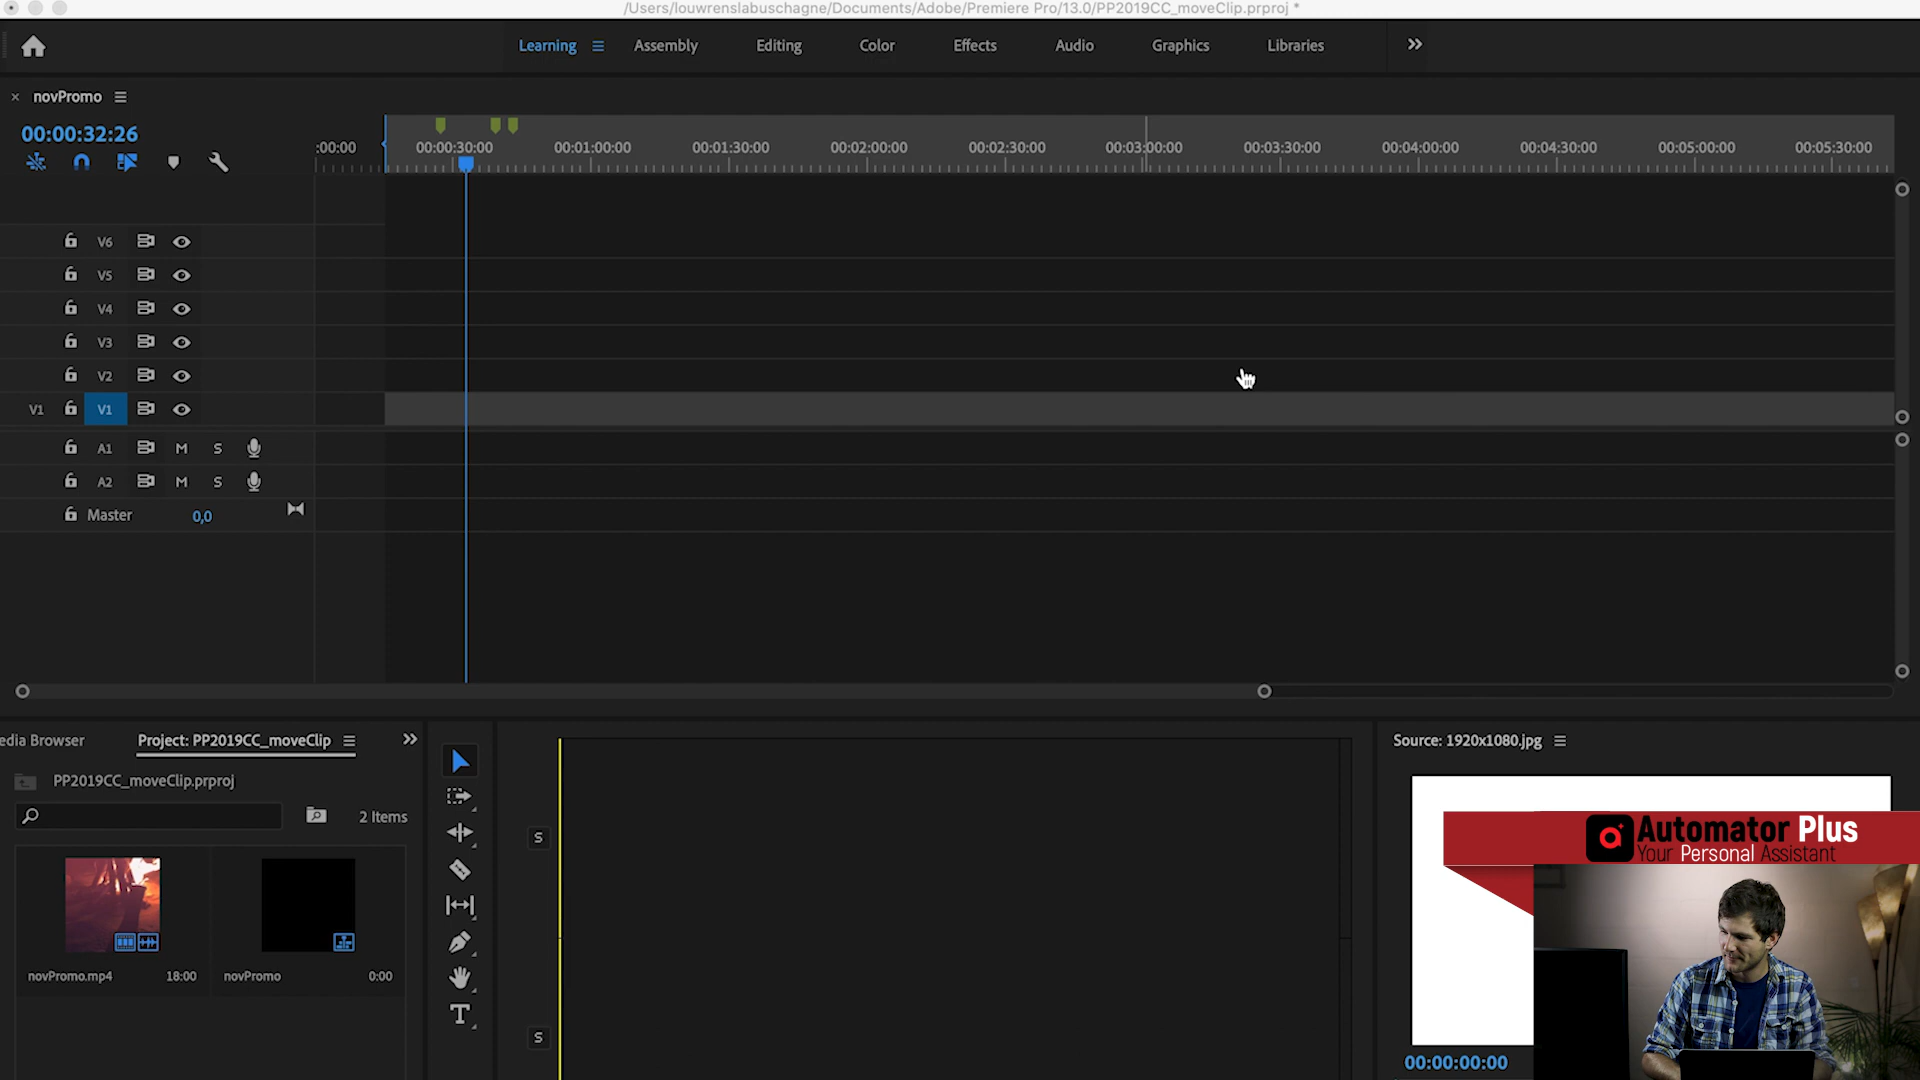 /Users/louwrenslabuschagne/Documents/Adobe/Premiere Pro/13.0/PP2019CC_moveClip.prproj *
Learning Assembly Editing Color Effects Audio Graphics Libraries
novPromo
00:00:32:26
:00:00 00:00:30:00 00:01:00:00 00:01:30:00 00:02:00:00 00:02:30:00 00:03:00:00 00:03:30:00 00:04:00:00 00:04:30:00 00:05:00:00 00:05:30:00
V6
V5
V4
V3
V2
V1 V1
A1 M S
A2 M S
Master 0,0
edia Browser Project: PP2019CC_moveClip
PP2019CC_moveClip.prproj
2 Items
novPromo.mp4 18:00 novPromo 0:00
T
S
S
Source: 1920x1080.jpg
Automator Plus
Your Personal Assistant
00:00:00:00